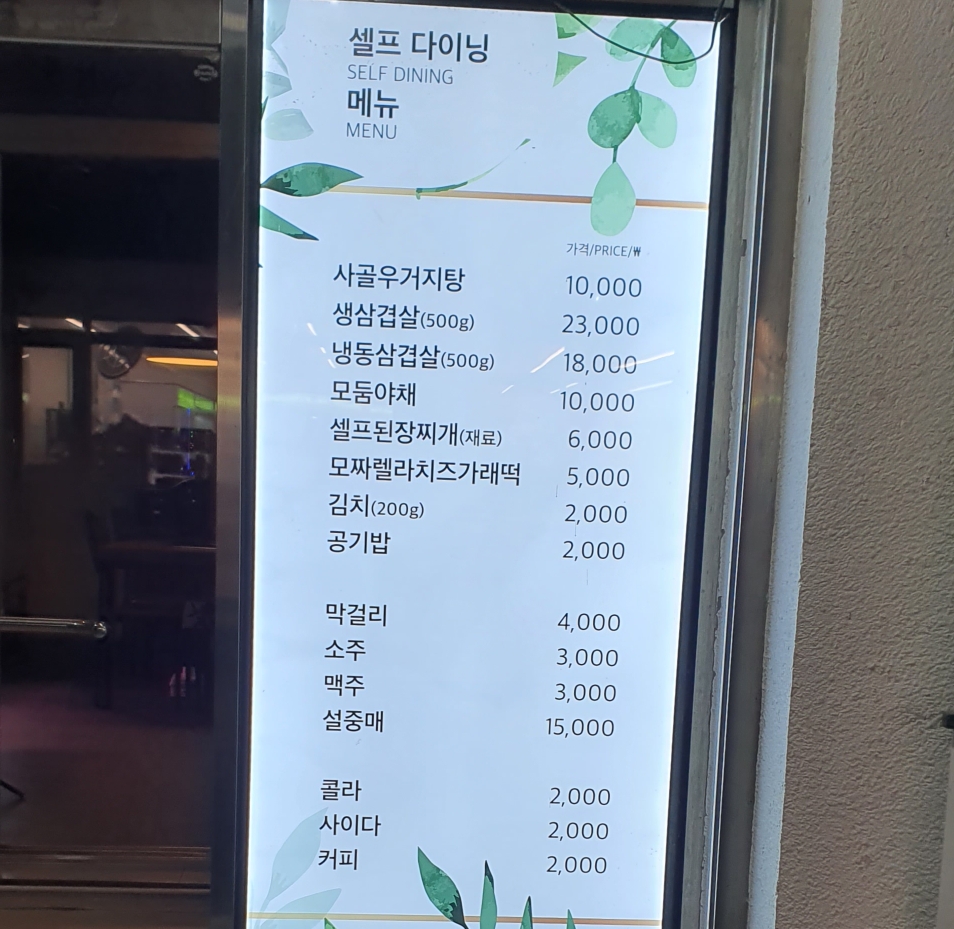 셀프 다이닝
SELF DINING
메뉴
MENU
가격/PRICE/₩
사골우거지탕 10,000
생삼겹살(500g) 23,000
냉동삼겹살(500g) 18,000
모둠야채 10,000
셀프된장찌개(재료) 6,000
모짜렐라치즈가래떡 5,000
김치(200g) 2,000
공기밥 2,000
막걸리 4,000
소주 3,000
맥주 3,000
설중매 15,000
콜라 2,000
사이다 2,000
커피 2,000